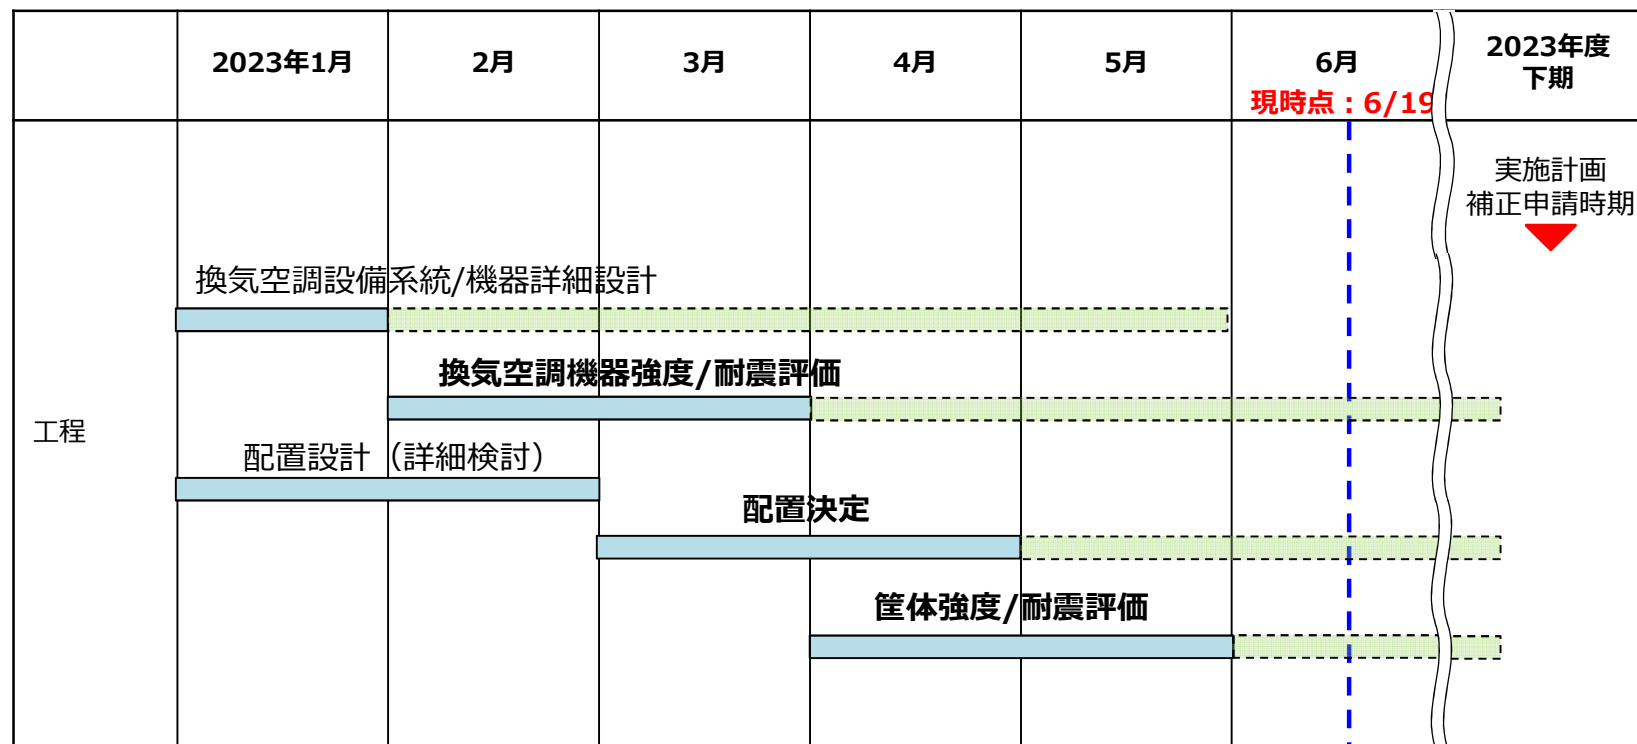 2023年1月
2月
3月
4月
5月
6月
現時点：6/19
2023年度
下期
実施計画
補正申請時期
換気空調設備系統/機器詳細設計
換気空調機器強度/耐震評価
工程
配置設計（詳細検討）
配置決定
筐体強度/耐震評価